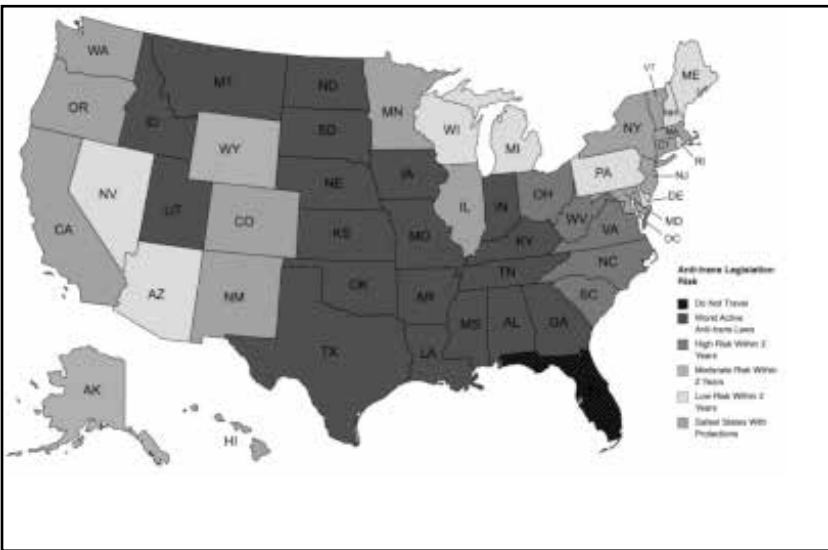 WA
MT
ND
MN
VT
ME
OR
ID
SD
WI
MI
NY
NH
MA
CT
RI
WY
NJ
PA
DE
MD
DC
NV
NE
IA
OH
IL
IN
WV
VA
UT
CO
CA
KS
MO
KY
NC
TN
SC
AZ
NM
OK
AR
MS
AL
GA
TX
LA
AK
HI
Anti-trans Legislation
Risk
Do Not Travel
Worst Active
Anti-trans Laws
High Risk Within 2
Years
Moderate Risk Within
2 Years
Low Risk Within 2
Years
Safest States With
Protections